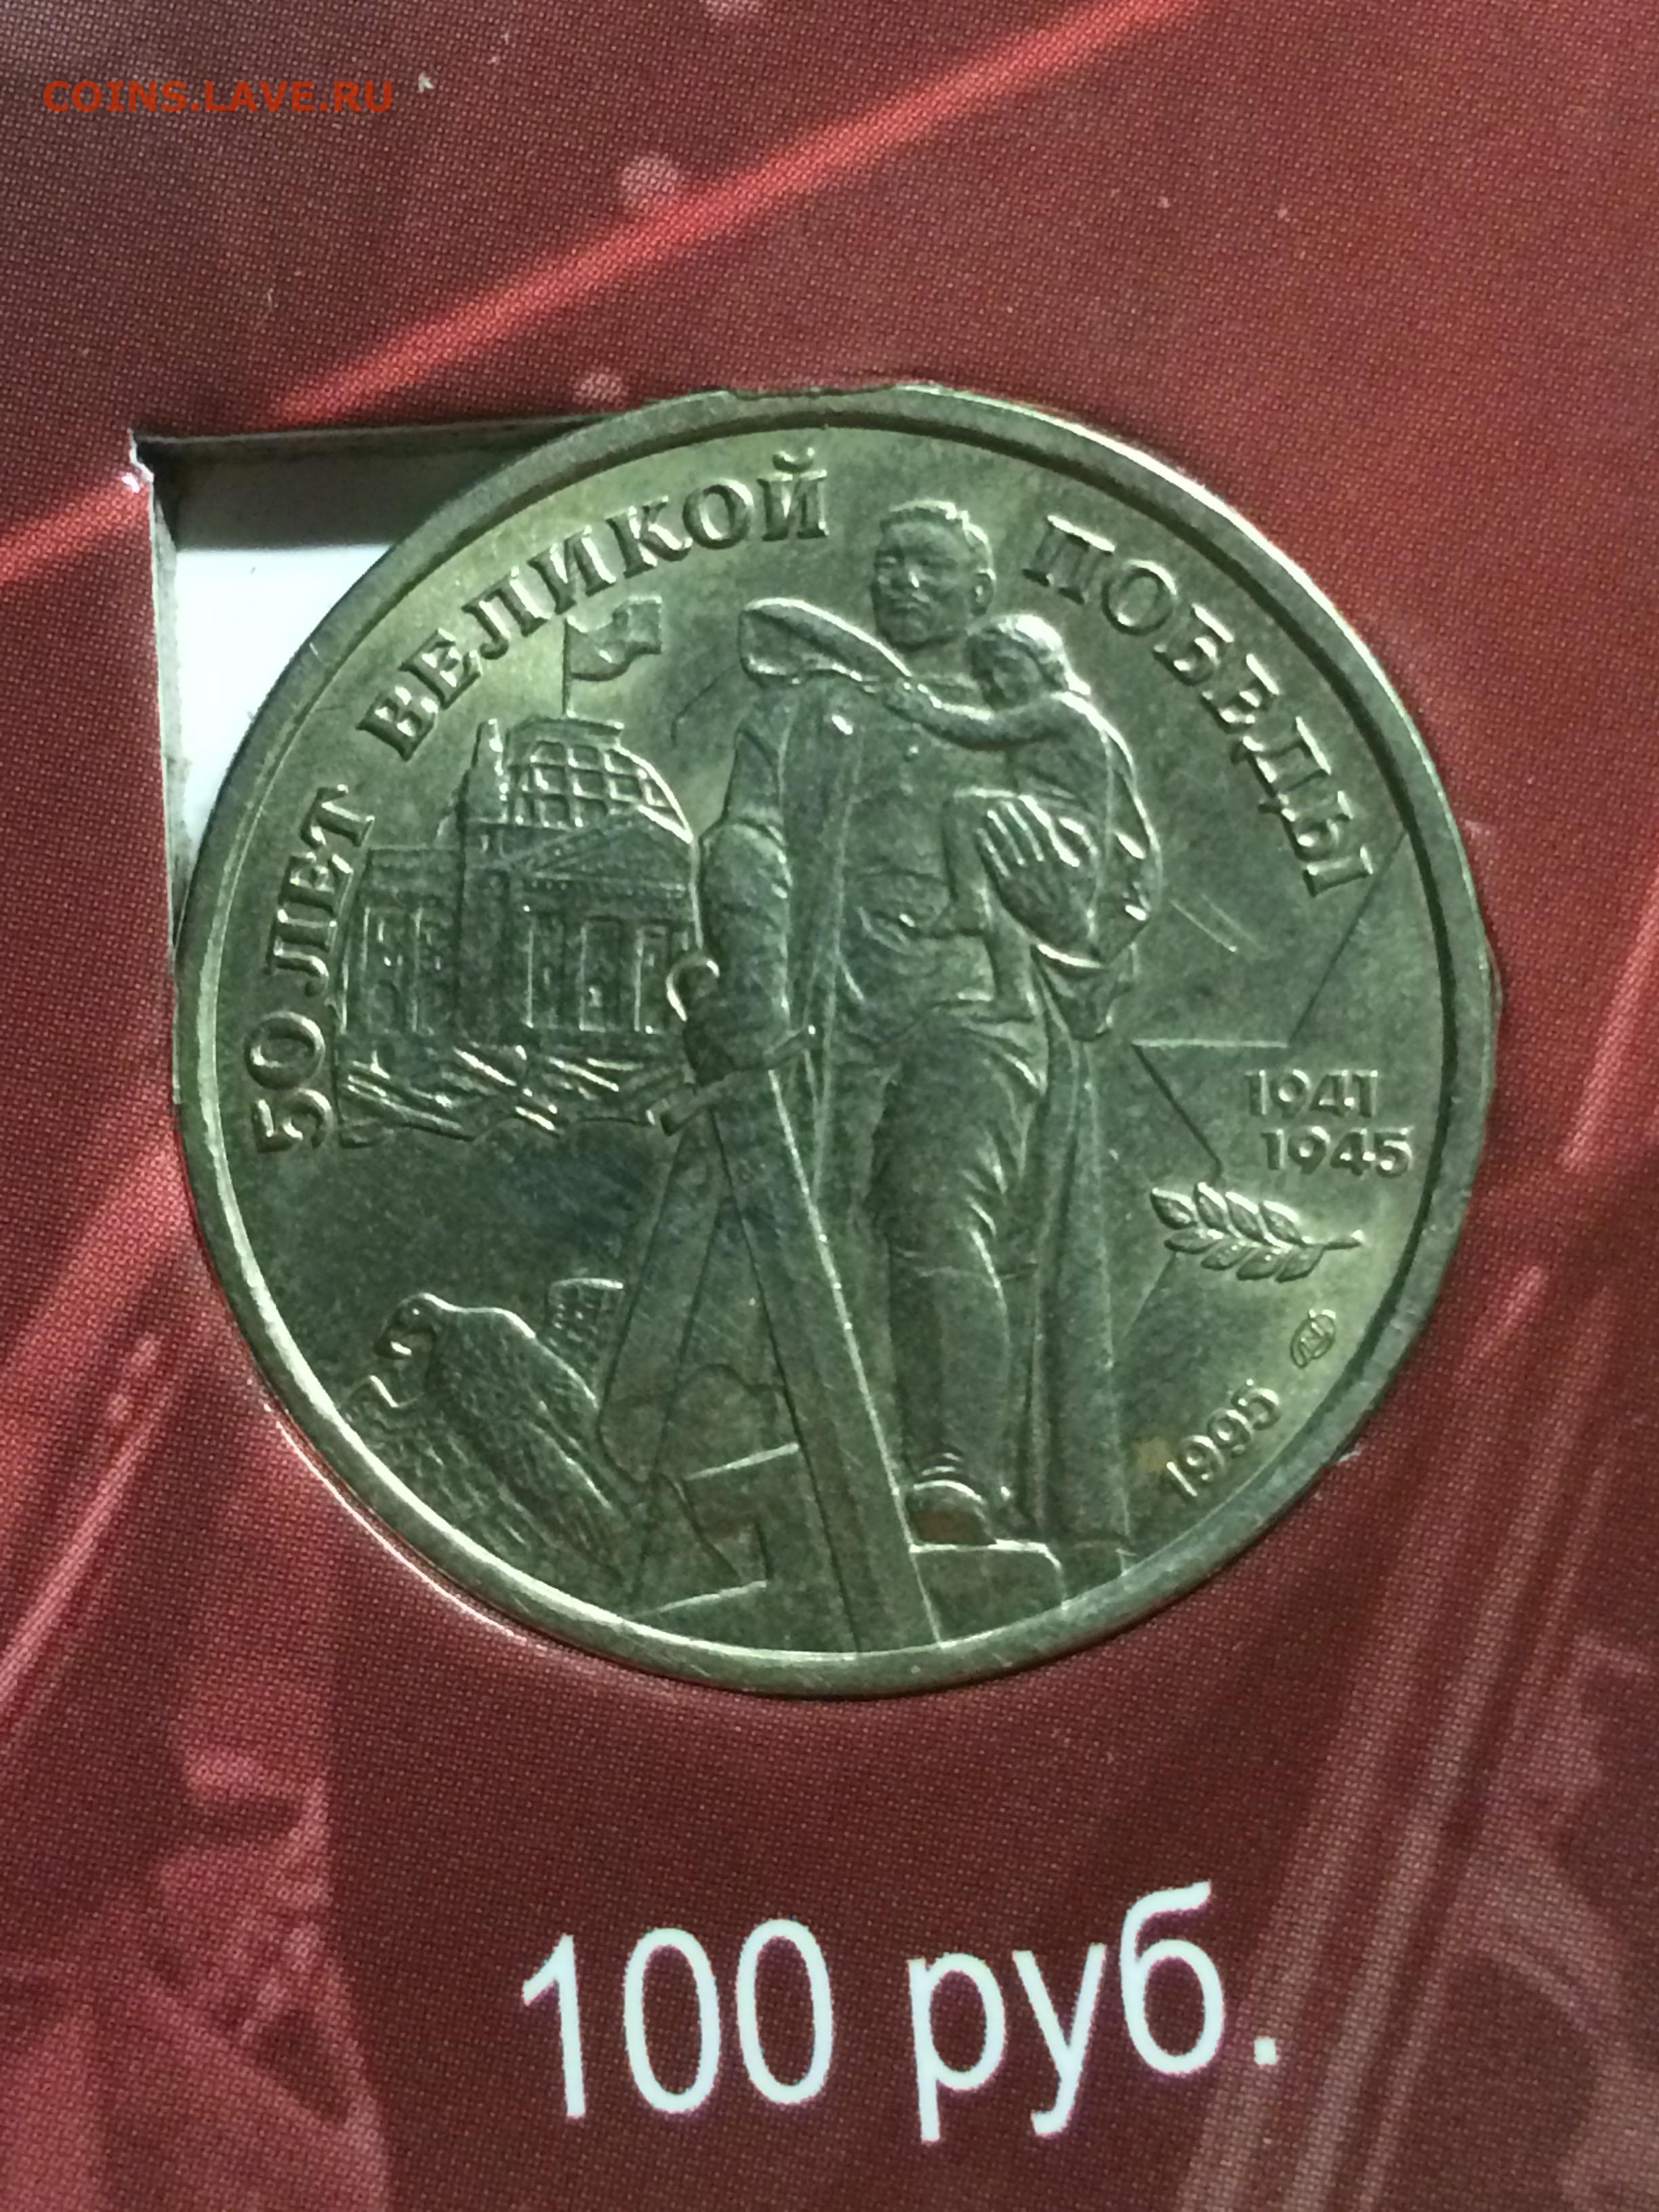 COINS.LAVE.RU
50 ЛЕТ ВЕЛИКОЙ ПОБЕДЫ
1941
1945
1995
100 руб.